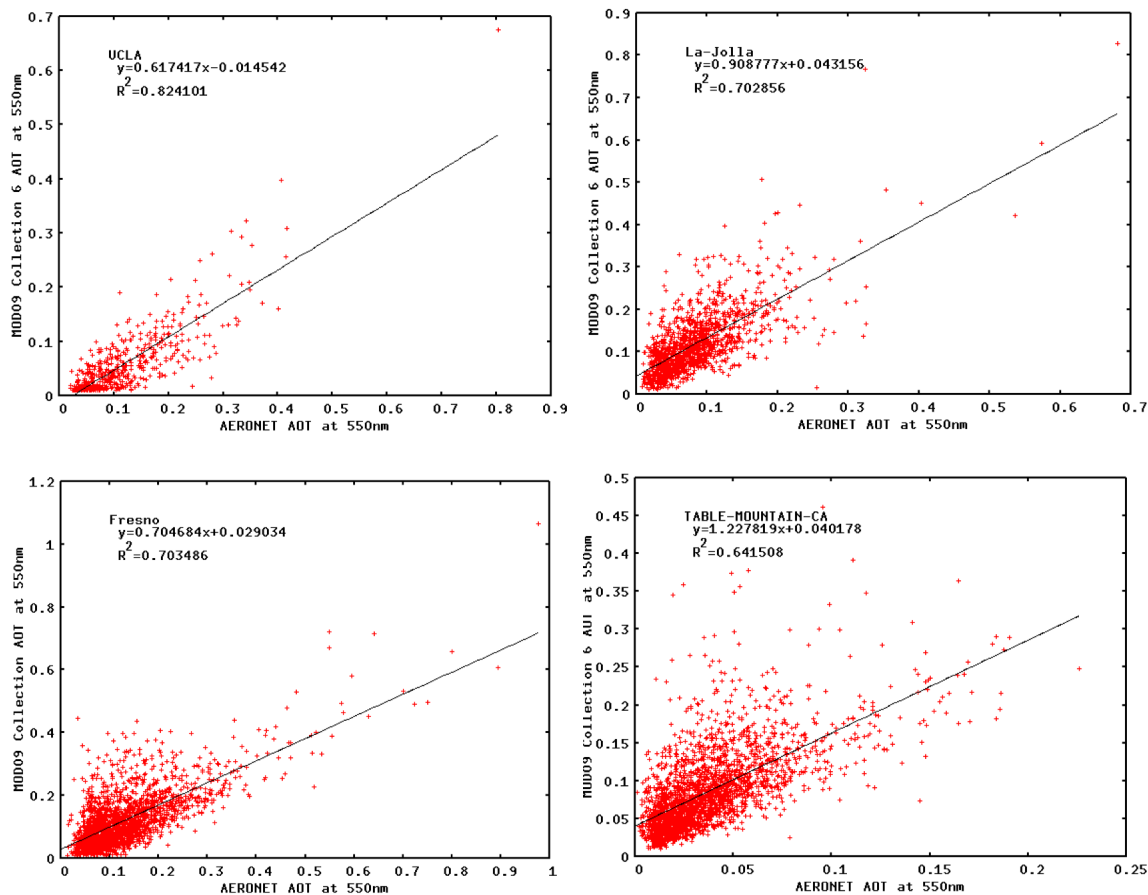 0.7
0.6
0.5
0.4
0.3
0.2
0.1
0
MOD09 Collection 6 AOT at 550nm
UCLA
y=0.617417x-0.014542
R2=0.824101
0 0.1 0.2 0.3 0.4 0.5 0.6 0.7 0.8 0.9
AERONET AOT at 550nm
0.9
0.8
0.7
0.6
0.5
0.4
0.3
0.2
0.1
0
MOD09 Collection 6 AOT at 550nm
La-Jolla
y=0.908777x+0.043156
R2=0.702856
0 0.1 0.2 0.3 0.4 0.5 0.6 0.7
AERONET AOT at 550nm
1.2
1
0.8
0.6
0.4
0.2
0
MOD09 Collection AOT at 550nm
Fresno
y=0.704684x+0.029034
R2=0.703486
0 0.1 0.2 0.3 0.4 0.5 0.6 0.7 0.8 0.9 1
AERONET AOT at 550nm
0.5
0.45
0.4
0.35
0.3
0.25
0.2
0.15
0.1
0.05
0
MOD09 Collection 6 AOT at 550nm
TABLE-MOUNTAIN-CA
y=1.227819x+0.040178
R2=0.641508
0 0.05 0.1 0.15 0.2 0.25
AERONET AOT at 550nm